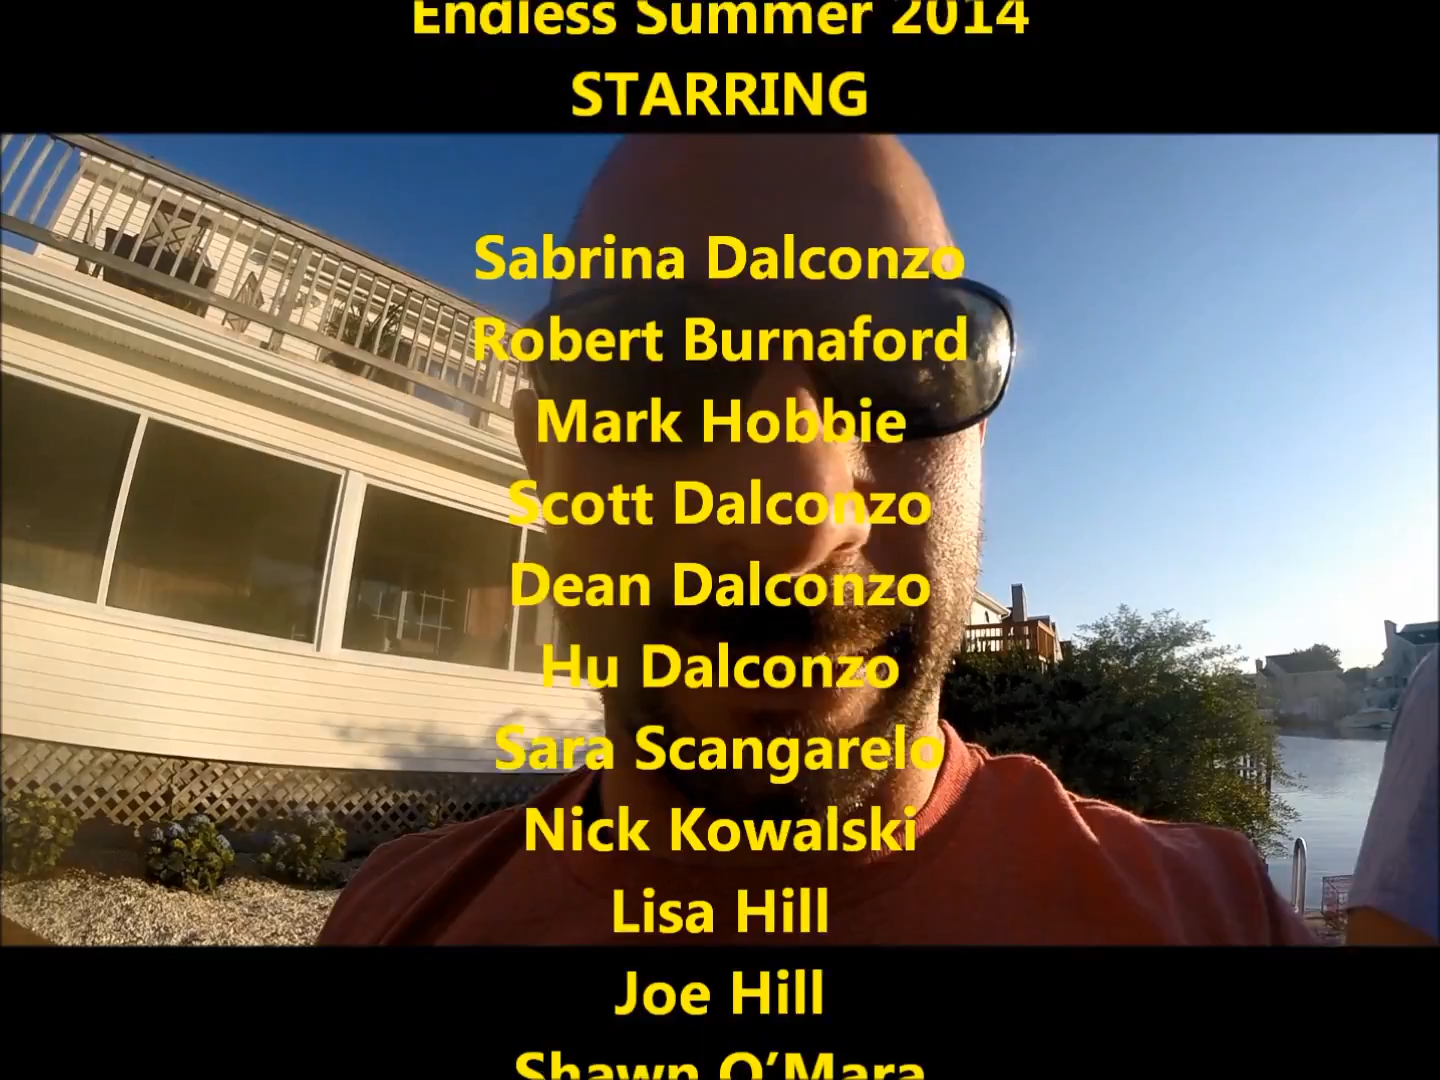 Endless Summer 2014
STARRING
Sabrina Dalconzo
Robert Burnaford
Mark Hobbie
Scott Dalconzo
Dean Dalconzo
Hu Dalconzo
Sara Scangarelo
Nick Kowalski
Lisa Hill
Joe Hill
Shawn O’Mara